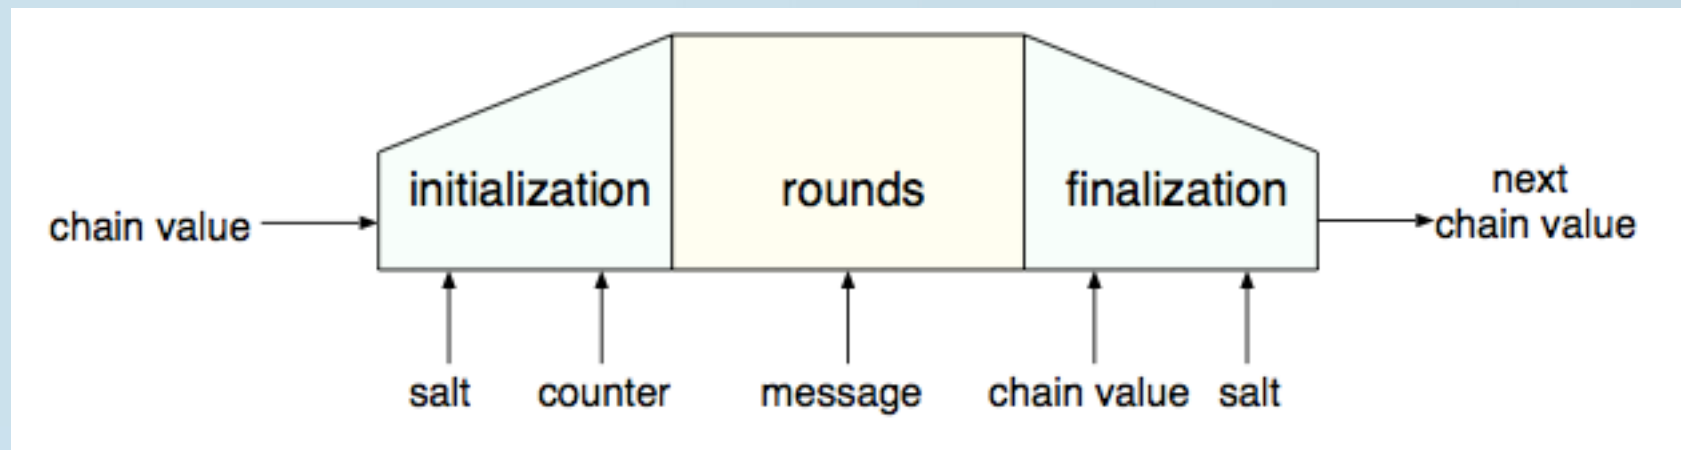 initialization
rounds
finalization
chain value
next
chain value
salt
counter
message
chain value
salt